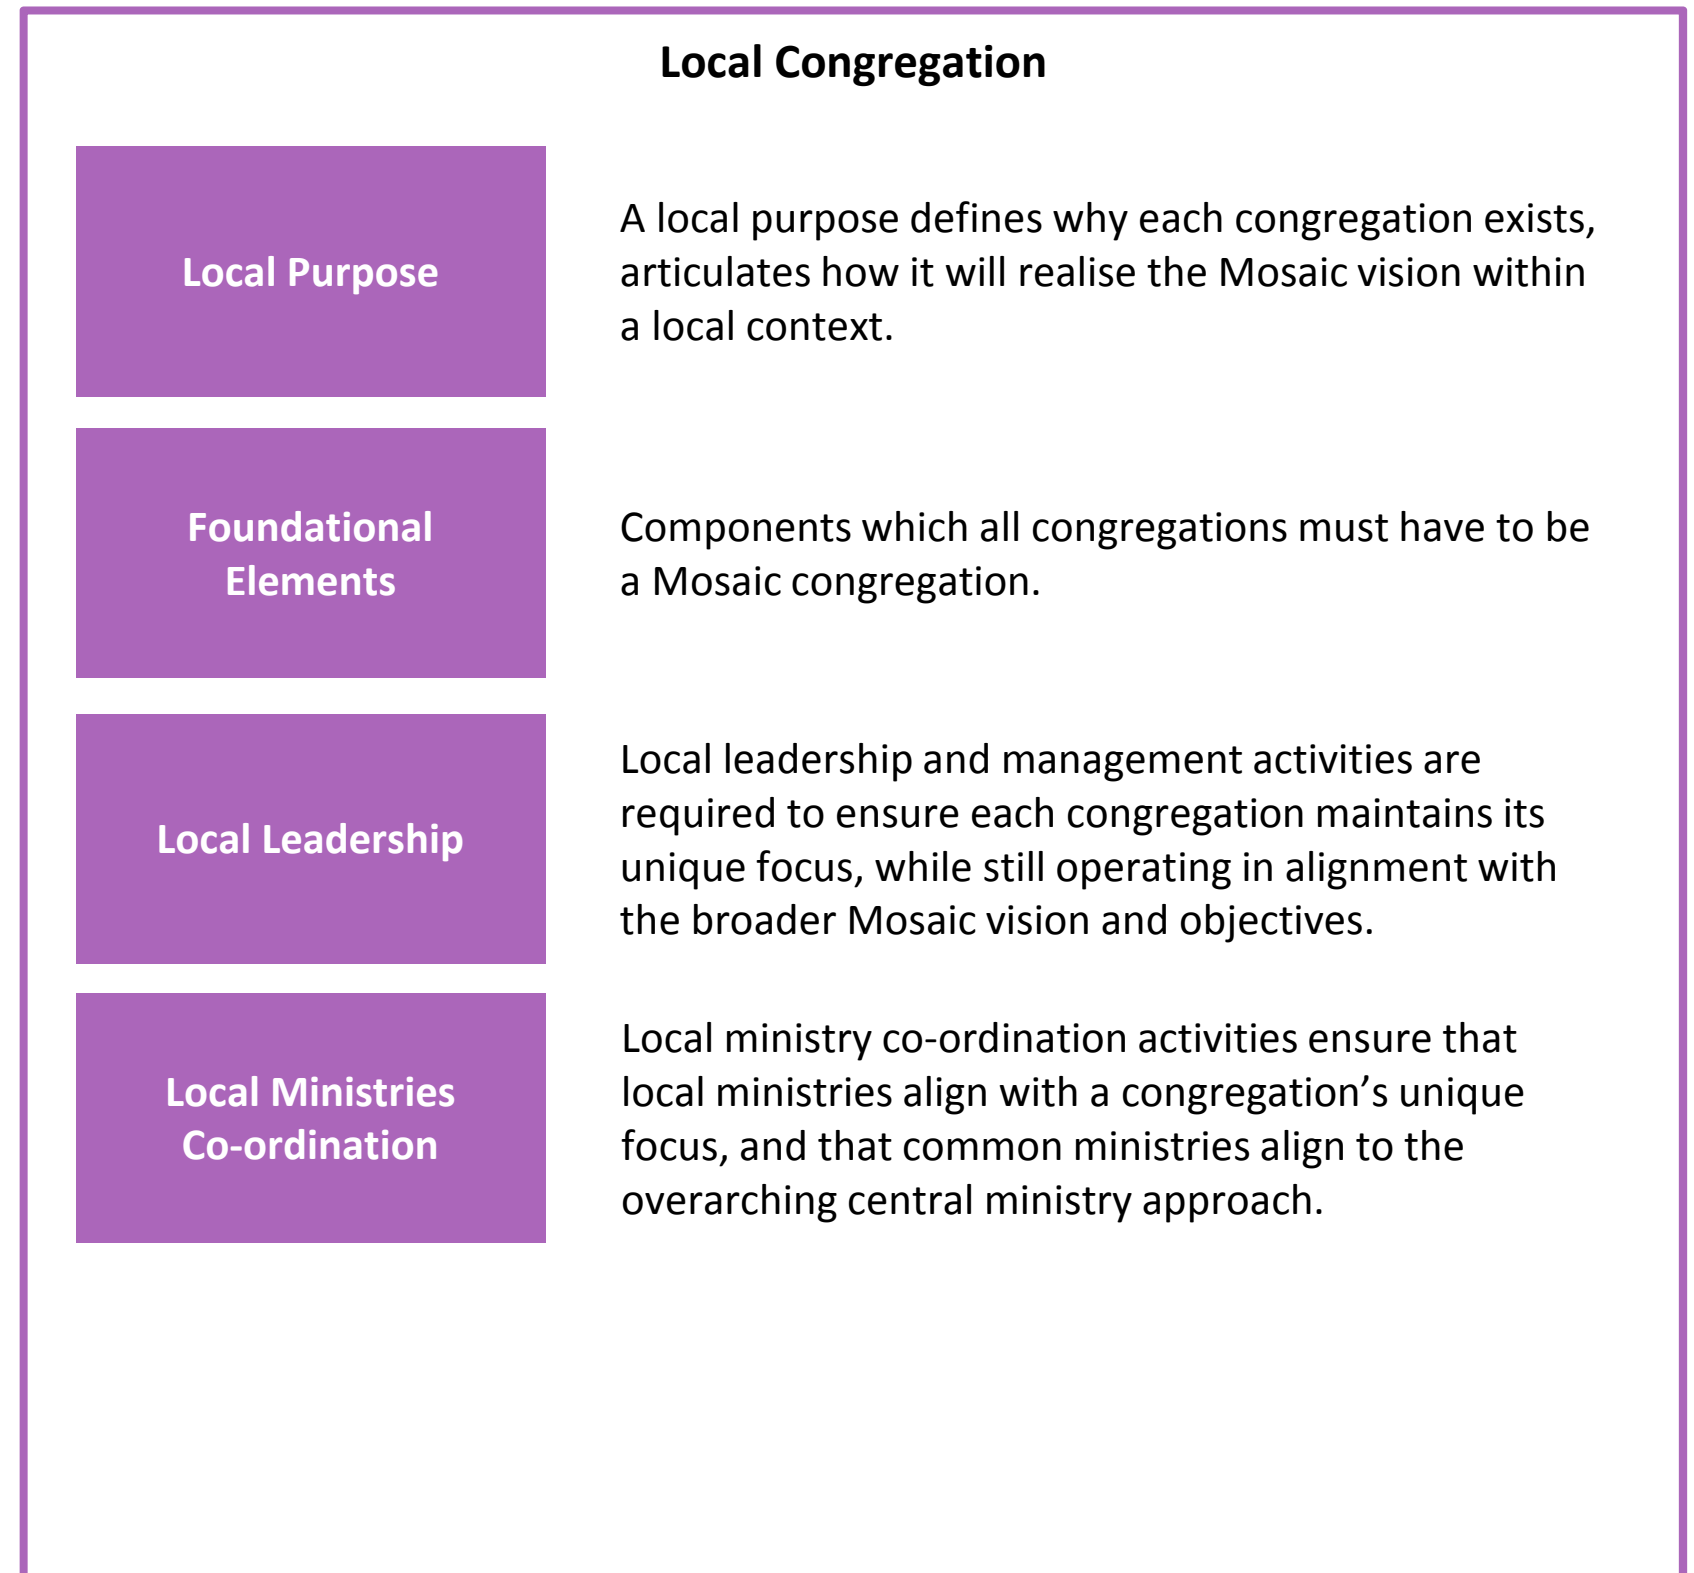 Local Congregation
Local Purpose
A local purpose defines why each congregation exists,
articulates how it will realise the Mosaic vision within
a local context.
Foundational
Elements
Components which all congregations must have to be
a Mosaic congregation.
Local Leadership
Local leadership and management activities are
required to ensure each congregation maintains its
unique focus, while still operating in alignment with
the broader Mosaic vision and objectives.
Local Ministries
Co-ordination
Local ministry co-ordination activities ensure that
local ministries align with a congregation’s unique
focus, and that common ministries align to the
overarching central ministry approach.